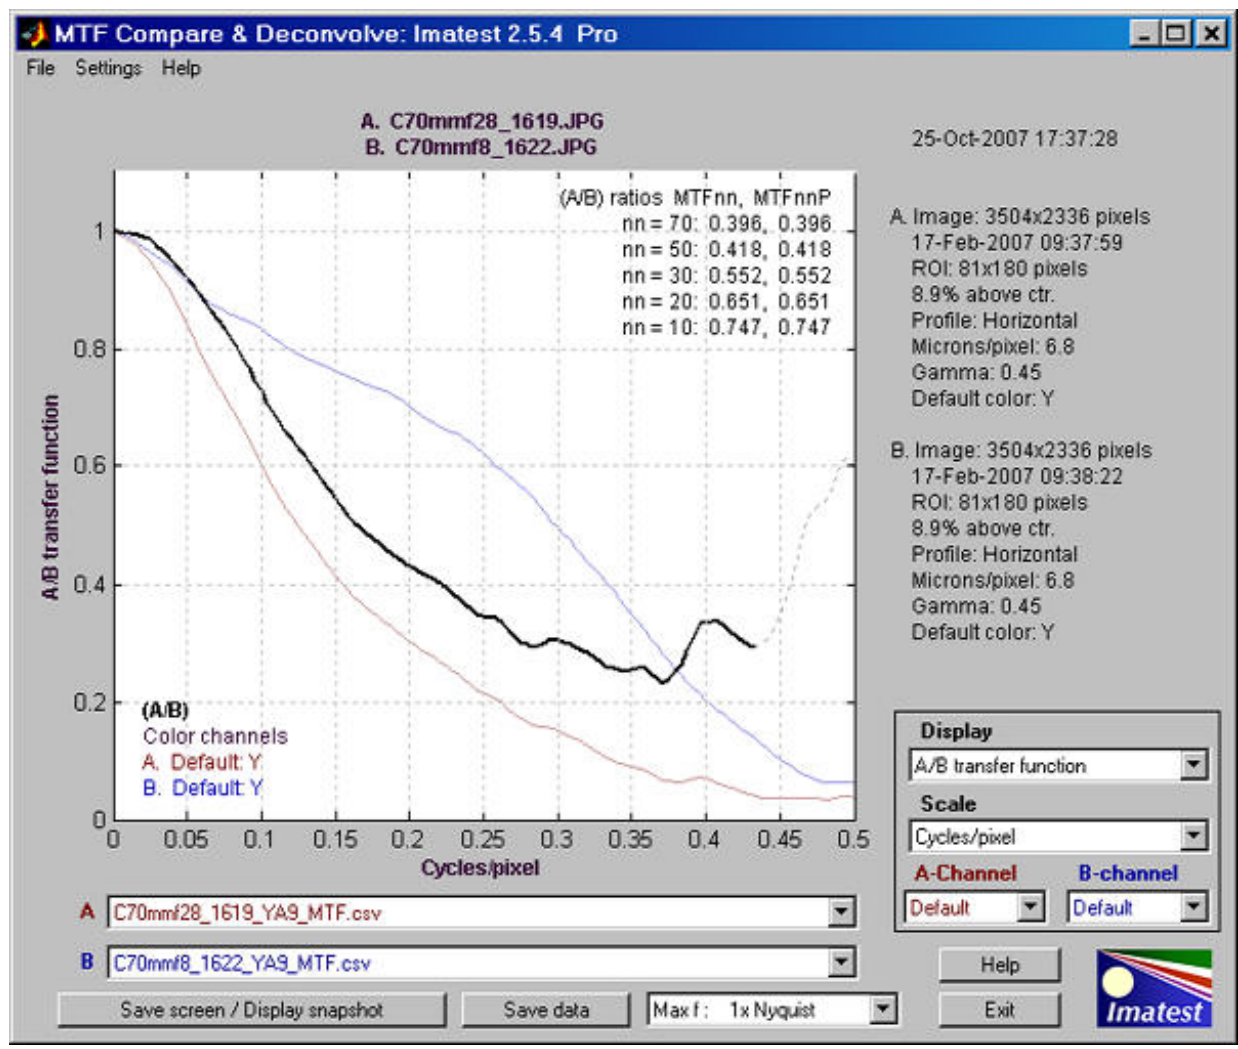 MTF Compare & Deconvolve: Imatest 2.5.4 Pro
File Settings Help
A. C70mmf28_1619.JPG
B. C70mmf8_1622.JPG
25-Oct-2007 17:37:28
(A/B) ratios MTFnn, MTFnnP
nn = 70: 0.396, 0.396
nn = 50: 0.418, 0.418
nn = 30: 0.552, 0.552
nn = 20: 0.651, 0.651
nn = 10: 0.747, 0.747
A/B transfer function
1
0.8
0.6
0.4
0.2
0
(A/B)
Color channels
A. Default: Y
B. Default: Y
0 0.05 0.1 0.15 0.2 0.25 0.3 0.35 0.4 0.45 0.5
Cycles/pixel
A. Image: 3504x2336 pixels
17-Feb-2007 09:37:59
ROI: 81x180 pixels
8.9% above ctr.
Profile: Horizontal
Microns/pixel: 6.8
Gamma: 0.45
Default color: Y
B. Image: 3504x2336 pixels
17-Feb-2007 09:38:22
ROI: 81x180 pixels
8.9% above ctr.
Profile: Horizontal
Microns/pixel: 6.8
Gamma: 0.45
Default color: Y
Display
A/B transfer function
Scale
Cycles/pixel
A-Channel B-channel
Default Default
A C70mmf28_1619_YA9_MTF.csv
B C70mmf8_1622_YA9_MTF.csv
Save screen / Display snapshot Save data Max f : 1x Nyquist
Help
Exit
Imatest